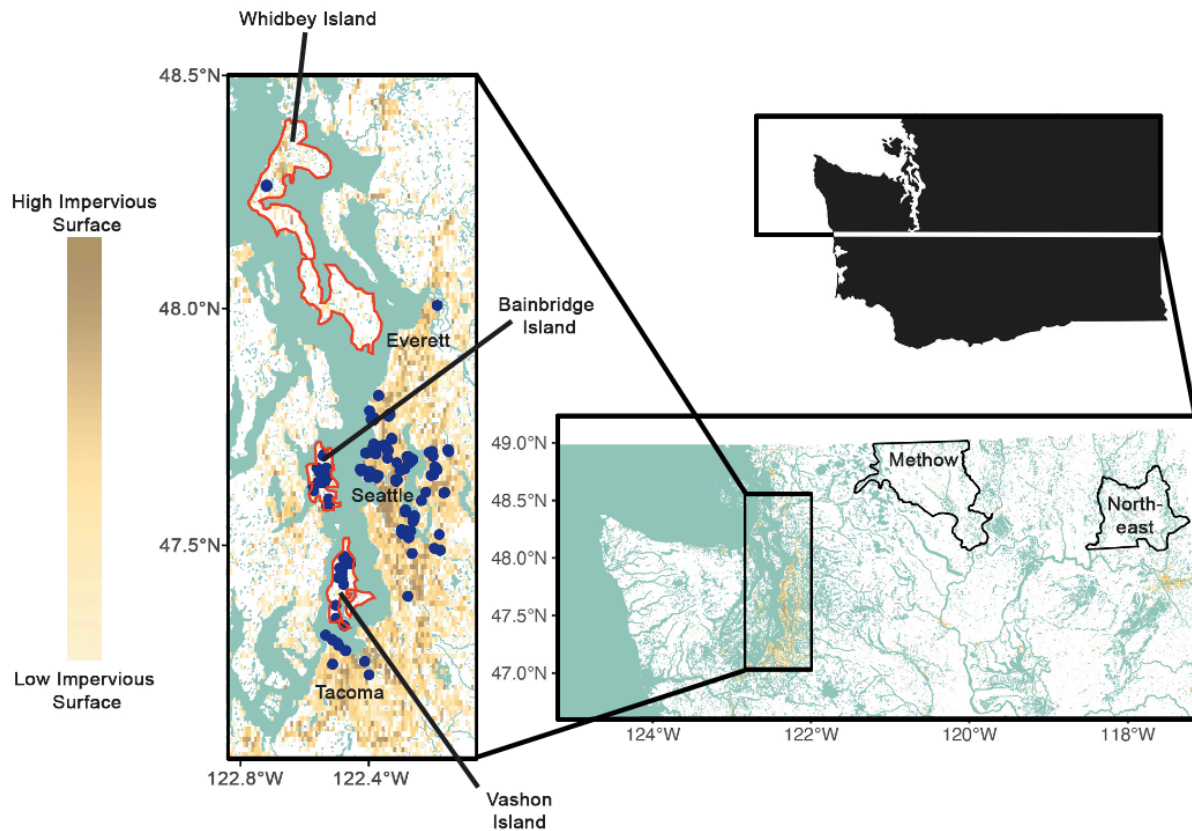 Whidbey Island
48.5°N
High Impervious
Surface
48.0°N
Bainbridge
Island
Everett
Seattle
47.5°N
Low Impervious
Surface
Tacoma
122.8°W
122.4°W
Vashon
Island
49.0°N
48.5°N
48.0°N
47.5°N
47.0°N
Methow
North-
east
124°W
122°W
120°W
118°W